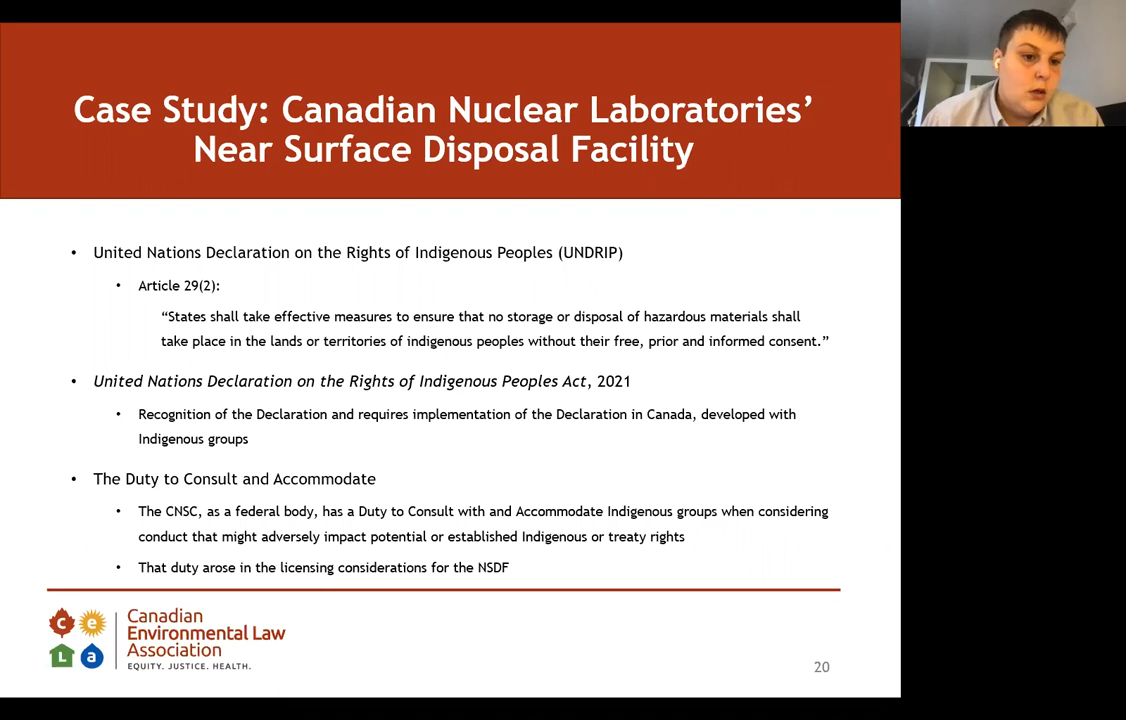 Case Study: Canadian Nuclear Laboratories’
Near Surface Disposal Facility
• United Nations Declaration on the Rights of Indigenous Peoples (UNDRIP)
• Article 29(2):
“States shall take effective measures to ensure that no storage or disposal of hazardous materials shall
take place in the lands or territories of indigenous peoples without their free, prior and informed consent.”
• United Nations Declaration on the Rights of Indigenous Peoples Act, 2021
• Recognition of the Declaration and requires implementation of the Declaration in Canada, developed with
Indigenous groups
• The Duty to Consult and Accommodate
• The CNSC, as a federal body, has a Duty to Consult with and Accommodate Indigenous groups when considering
conduct that might adversely impact potential or established Indigenous or treaty rights
• That duty arose in the licensing considerations for the NSDF
c e
L a
Canadian
Environmental Law
Association
EQUITY. JUSTICE. HEALTH.
20